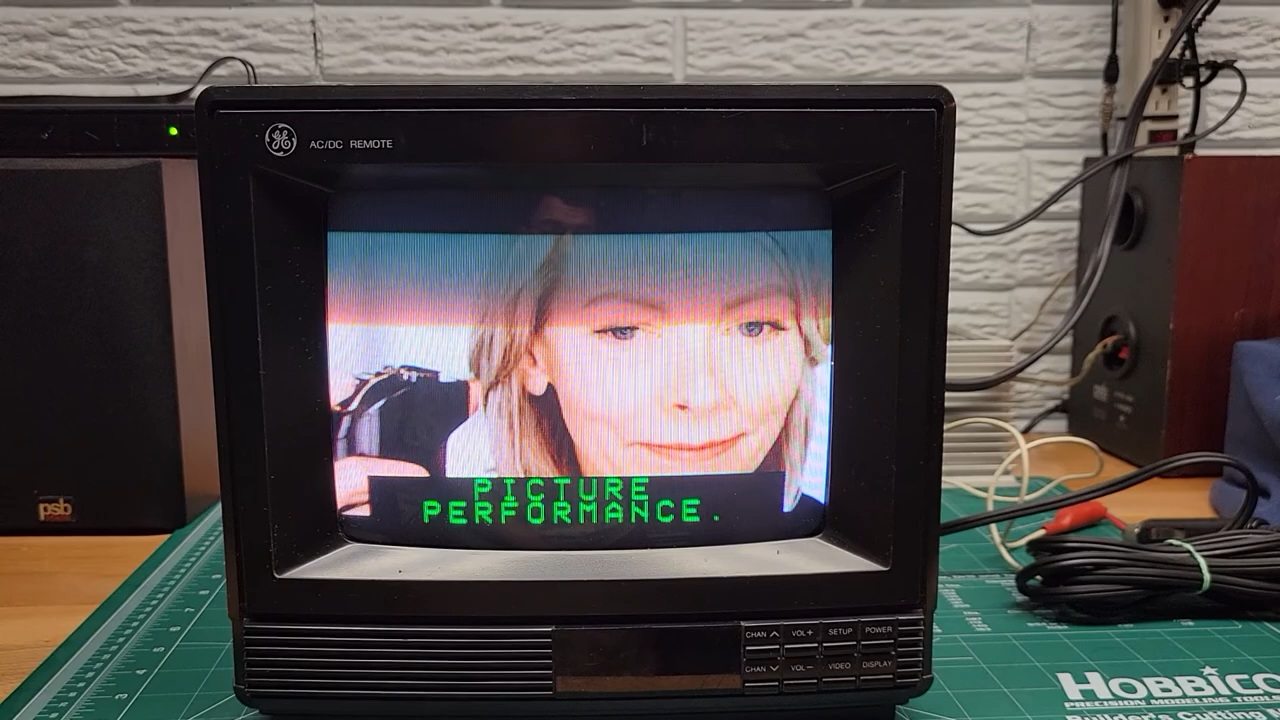 GE
AC/DC REMOTE
PICTURE
PERFORMANCE.
psb
CHAN VOL+ SETUP POWER
CHAN VOL− VIDEO DISPLAY
HOBBICO
PRECISION MODELING TOOLS